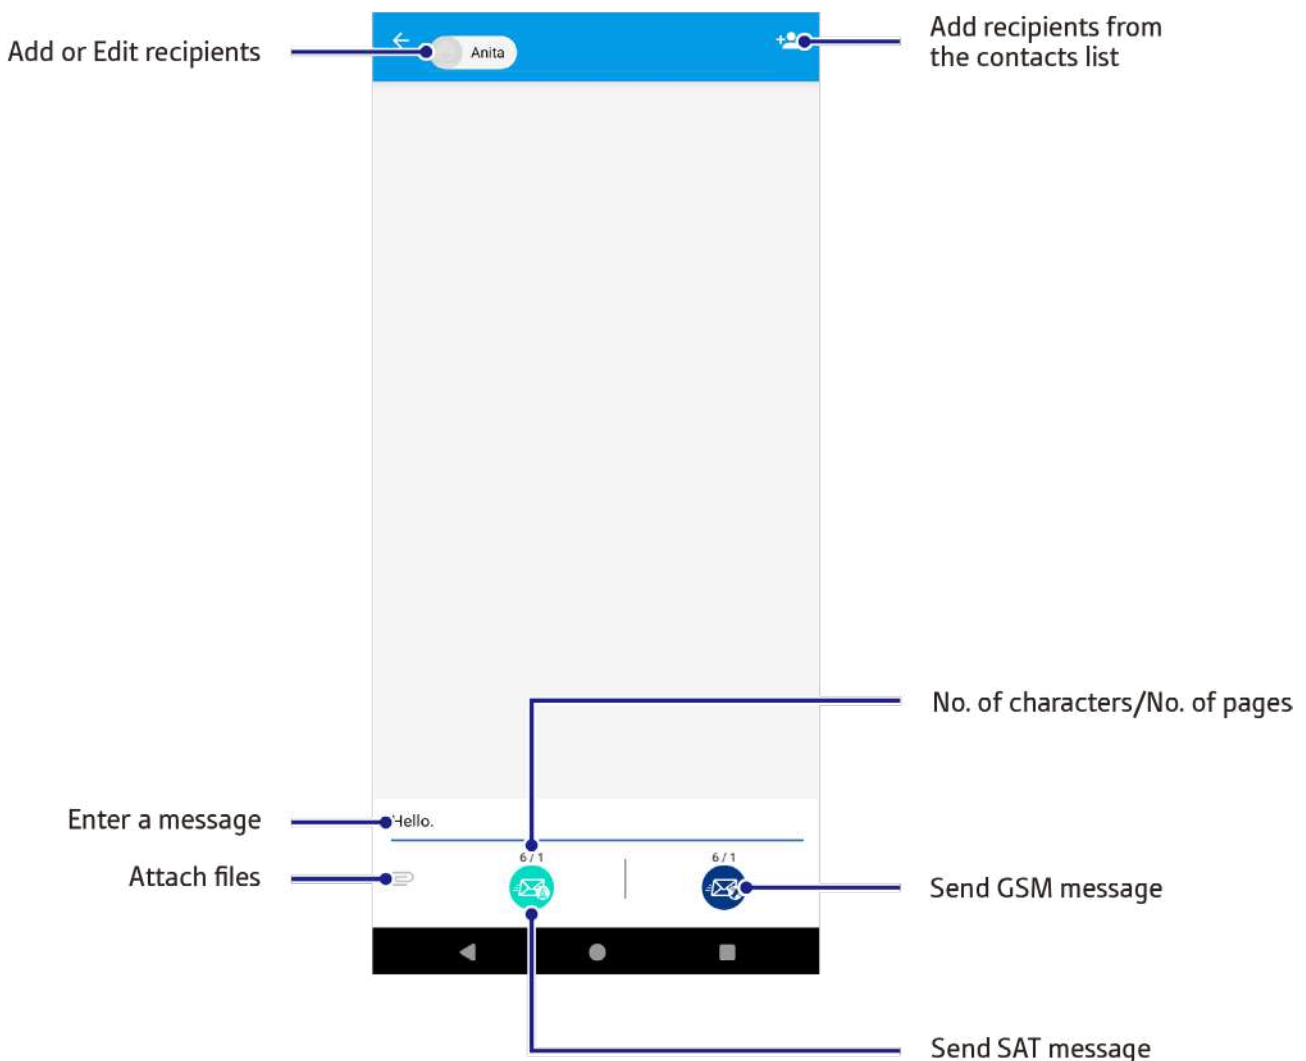 Add or Edit recipients
Anita
Add recipients from
the contacts list
No. of characters/No. of pages
Enter a message
Hello.
6 / 1
6 / 1
Attach files
Send GSM message
Send SAT message